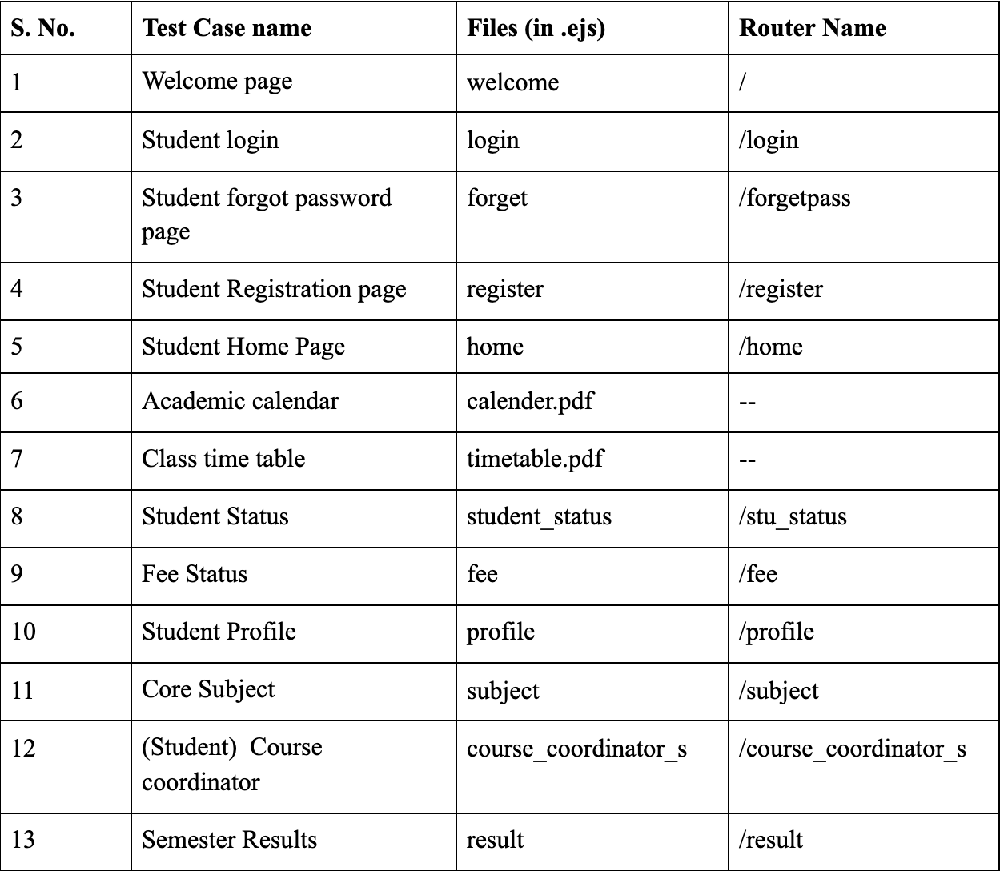 S. No. Test Case name Files (in .ejs) Router Name
1 Welcome page welcome /
2 Student login login /login
3 Student forgot password forget /forgetpass
page
4 Student Registration page register /register
5 Student Home Page home /home
6 Academic calendar calender.pdf --
7 Class time table timetable.pdf --
8 Student Status student_status /stu_status
9 Fee Status fee /fee
10 Student Profile profile /profile
11 Core Subject subject /subject
12 (Student)  Course course_coordinator_s /course_coordinator_s
coordinator
13 Semester Results result /result